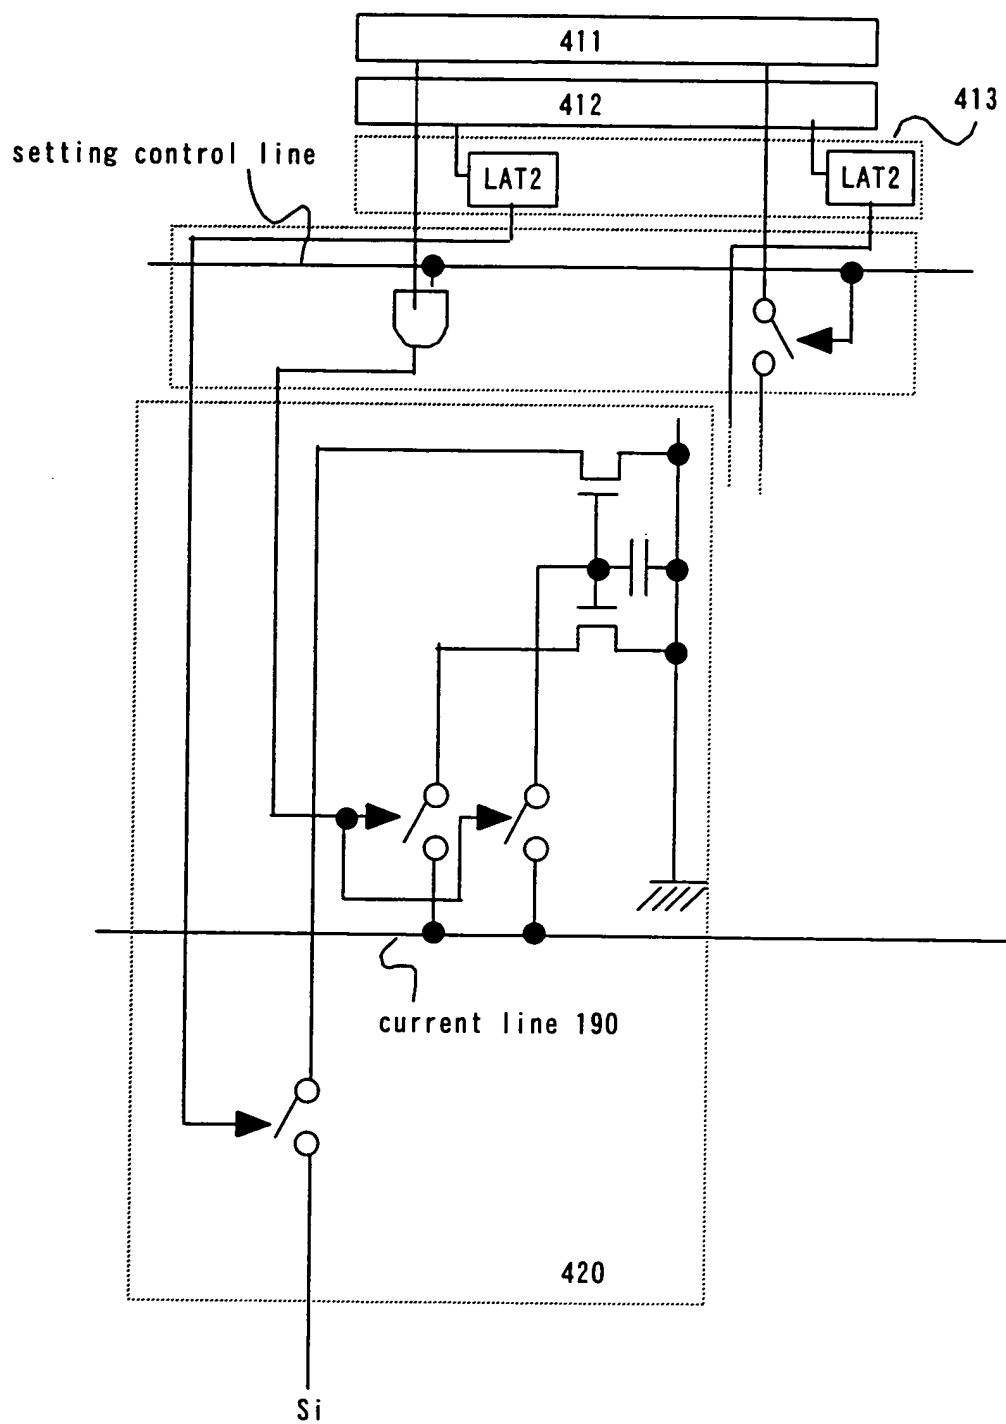 411
412
413
setting control line
LAT2
LAT2
current line 190
420
Si